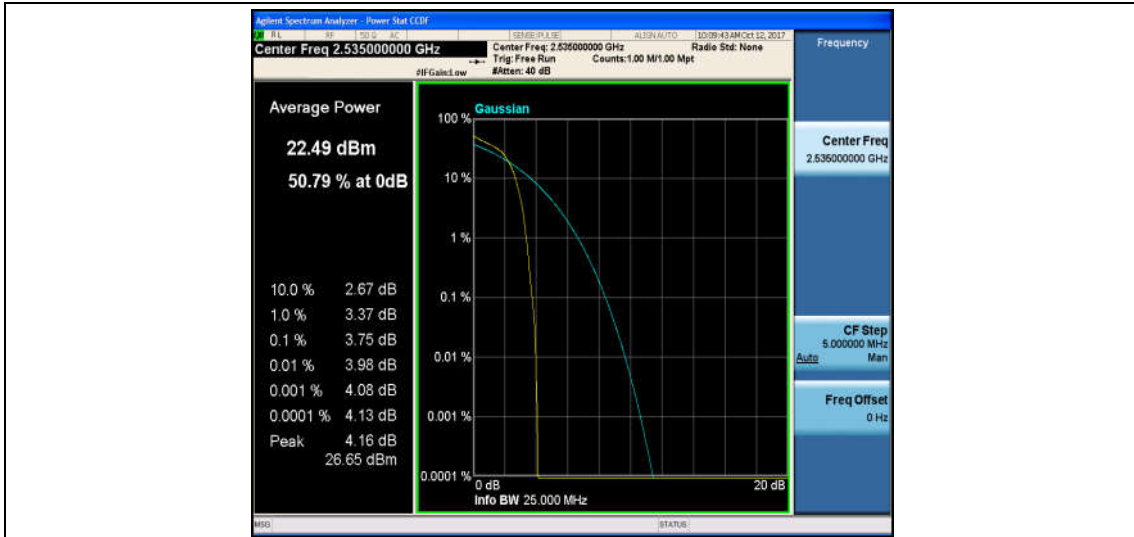 Agilent Spectrum Analyzer - Power Stat CCDF
RL RF 50 Ω AC SENSE:PULSE ALIGNAUTO 10:09:43 AM Oct 12, 2017
Center Freq 2.535000000 GHz
Center Freq: 2.535000000 GHz Radio Std: None
Trig: Free Run Counts:1.00 M/1.00 Mpt
#IFGain:Low #Atten: 40 dB
Frequency
Average Power
22.49 dBm
50.79 % at 0dB
10.0 % 2.67 dB
1.0 % 3.37 dB
0.1 % 3.75 dB
0.01 % 3.98 dB
0.001 % 4.08 dB
0.0001 % 4.13 dB
Peak 4.16 dB
26.65 dBm
Gaussian
100 %
10 %
1 %
0.1 %
0.01 %
0.001 %
0.0001 %
0 dB 20 dB
Info BW 25.000 MHz
Center Freq
2.535000000 GHz
CF Step
5.000000 MHz
Auto Man
Freq Offset
0 Hz
MSG STATUS